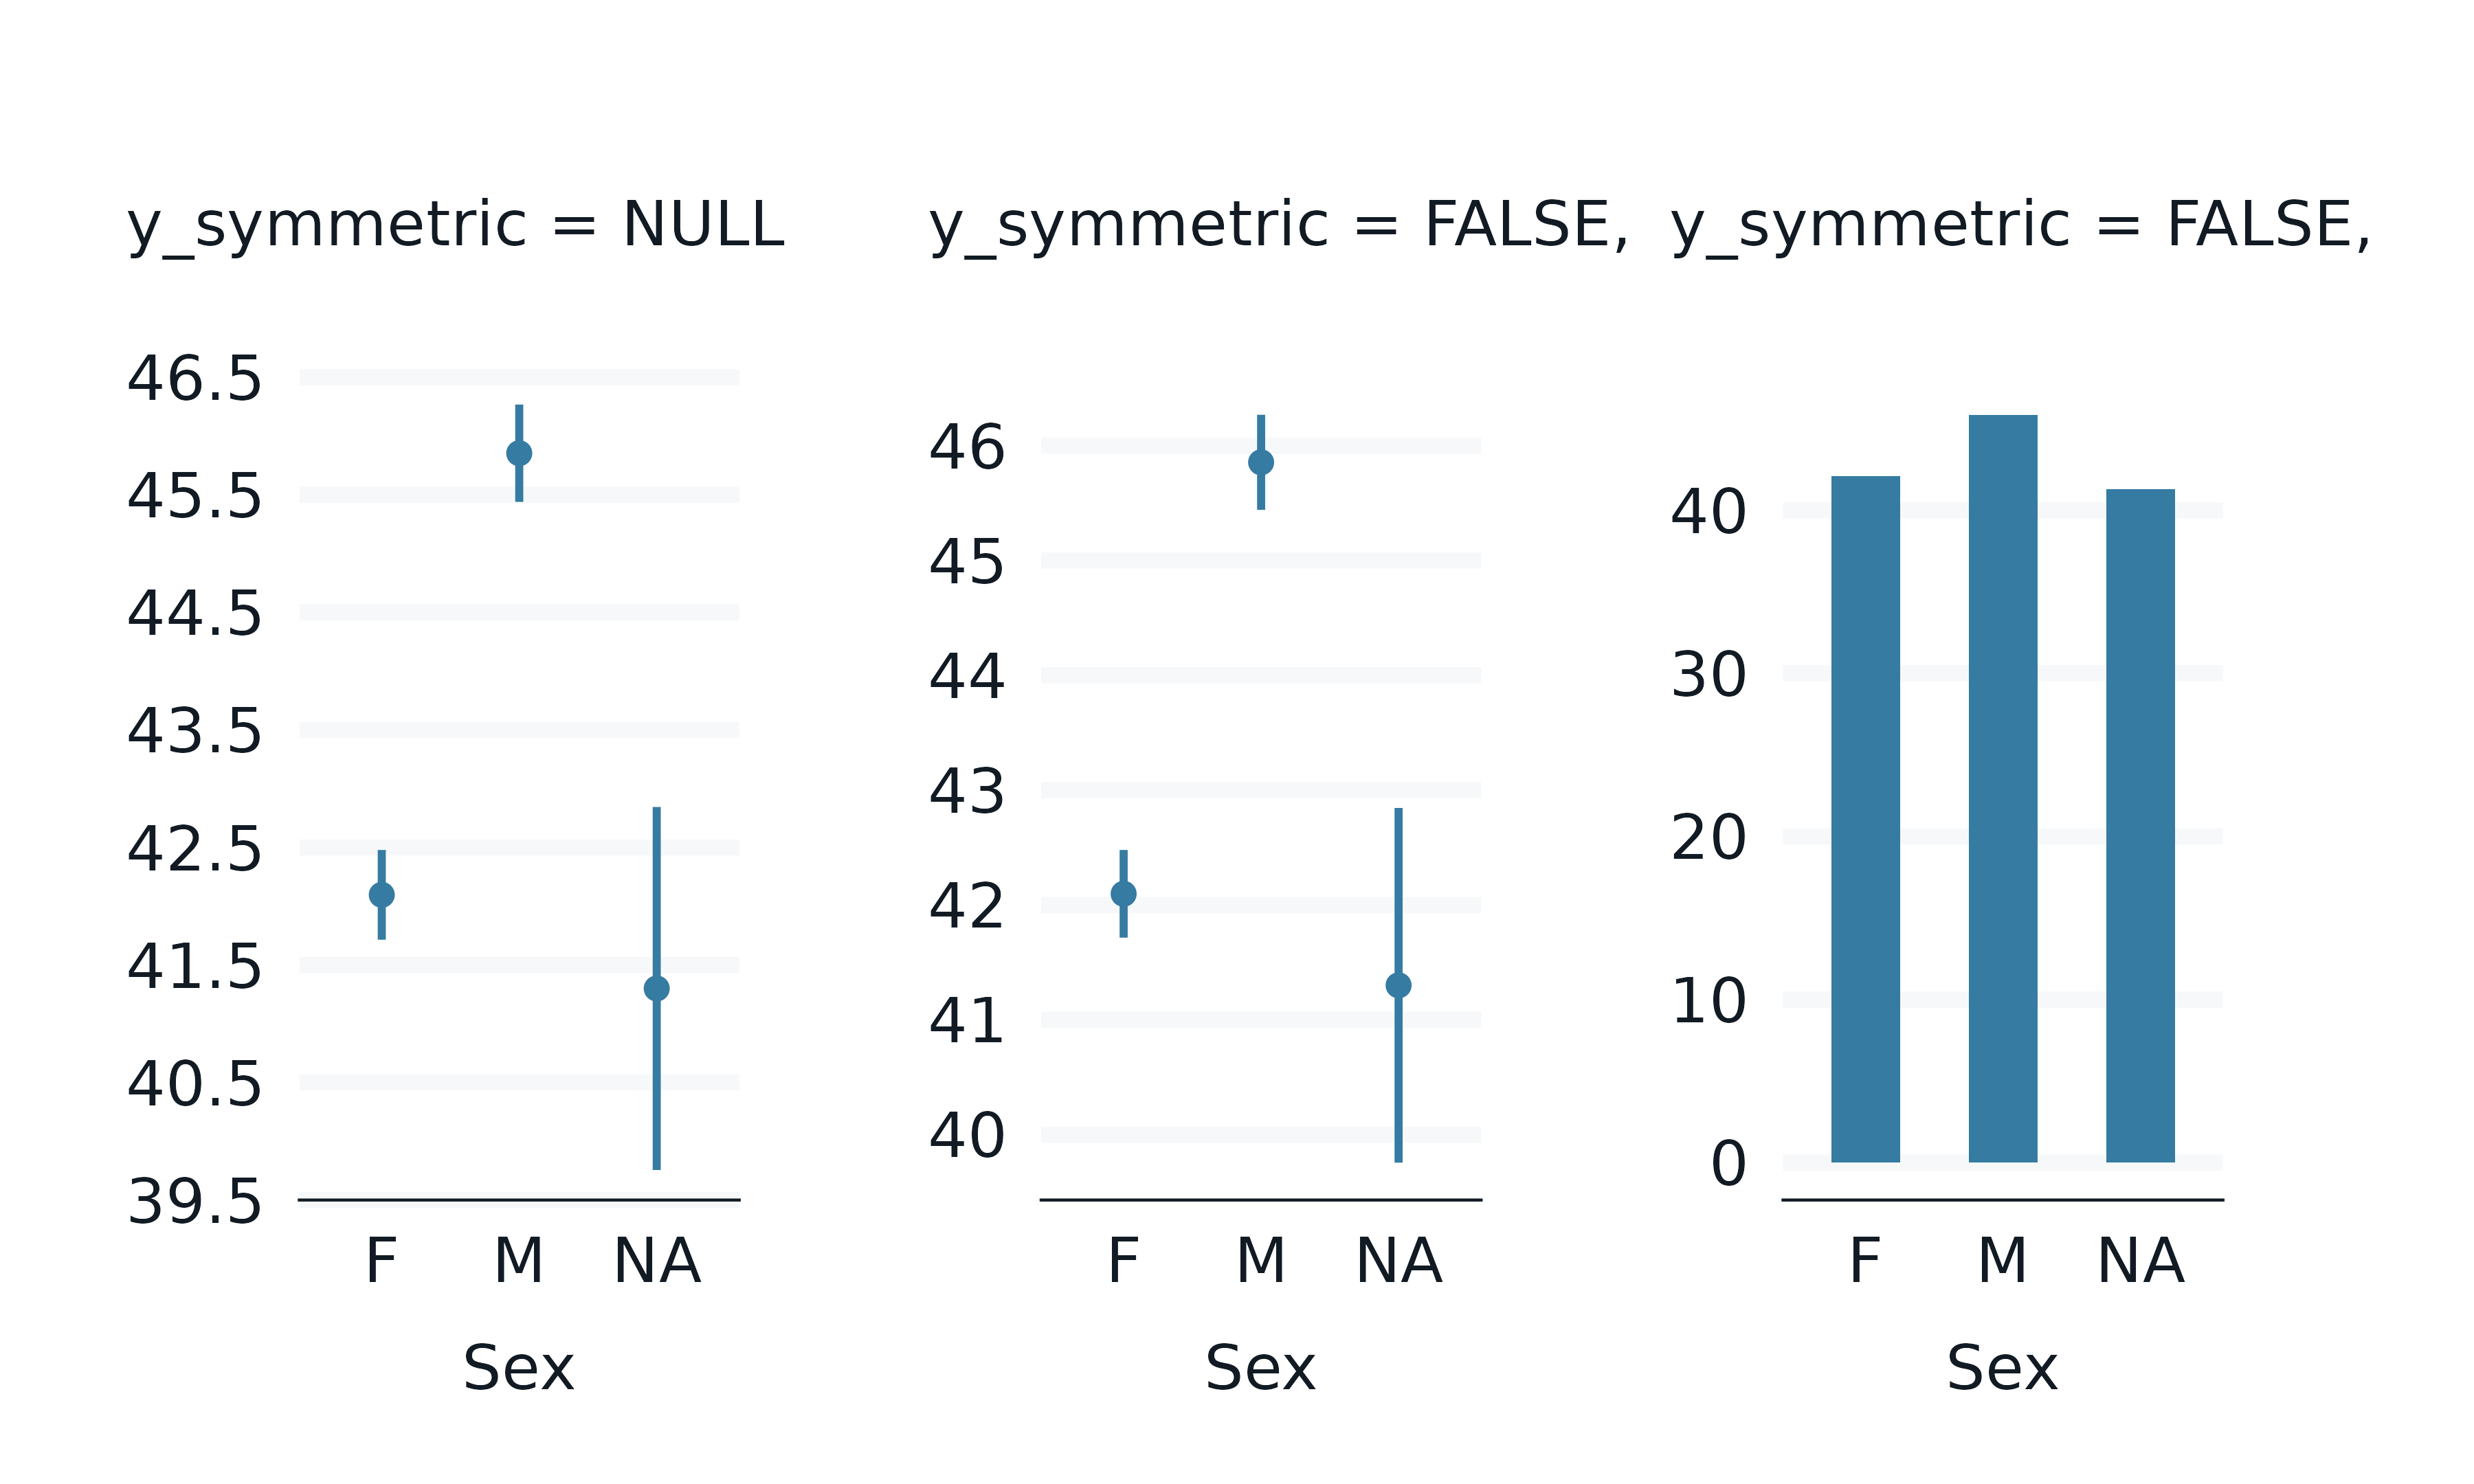 y_symmetric = NULL
46.5
45.5
44.5
43.5
42.5
41.5
40.5
39.5
F M NA
Sex
y_symmetric = FALSE,
46
45
44
43
42
41
40
F M NA
Sex
y_symmetric = FALSE,
40
30
20
10
0
F M NA
Sex